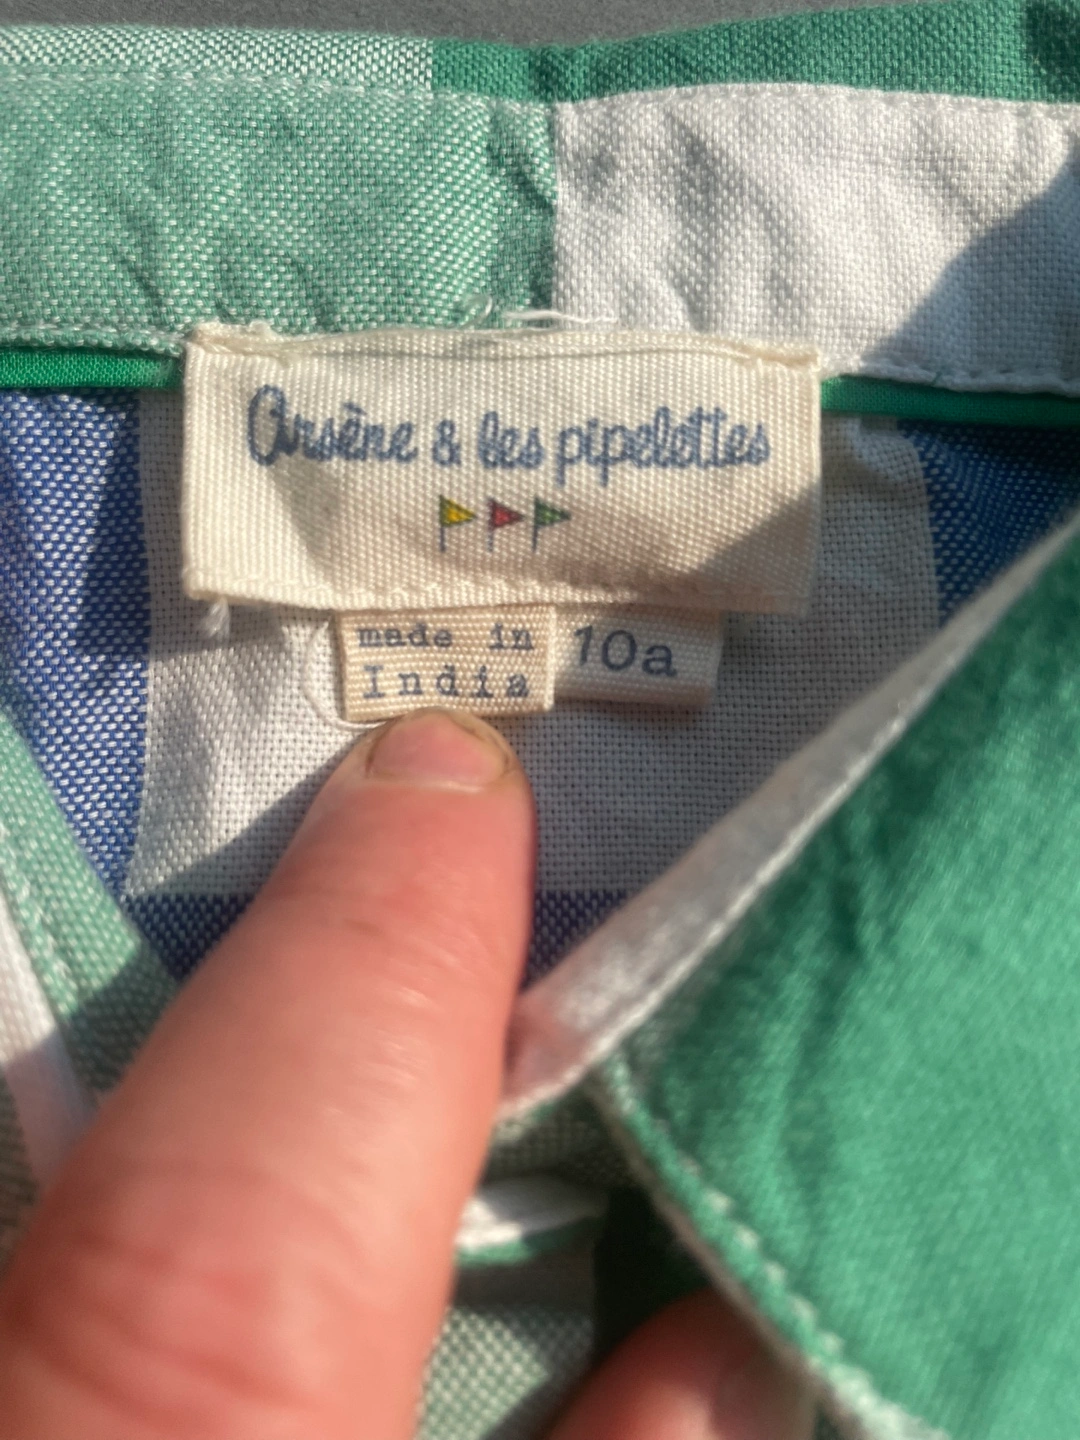 Arsène & les pipelettes
made in
India
10a